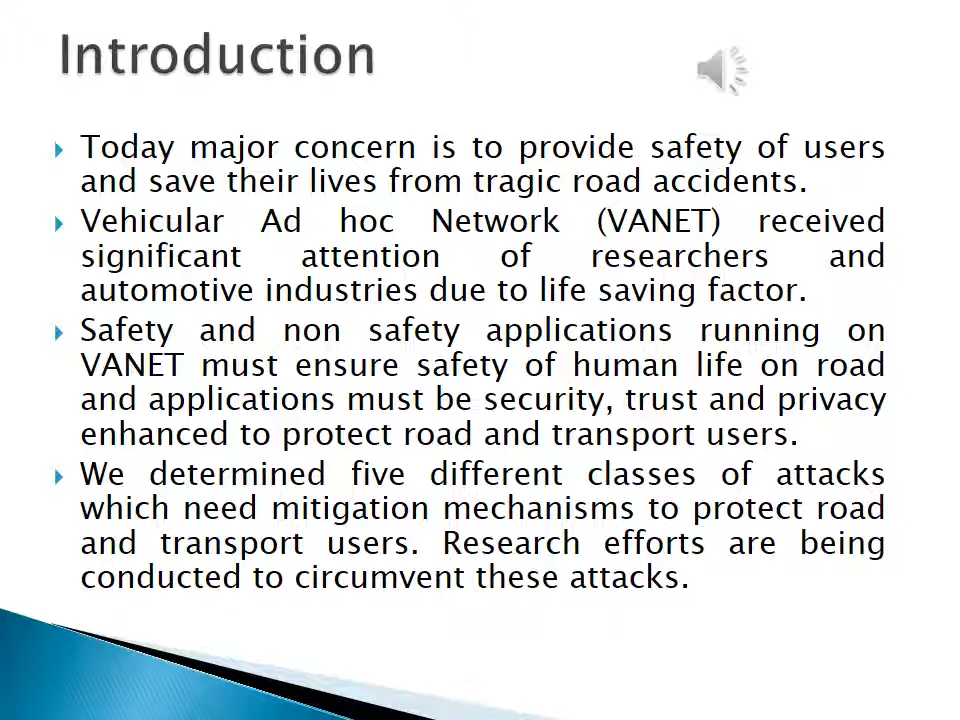 Introduction
Today major concern is to provide safety of users
and save their lives from tragic road accidents.
Vehicular Ad hoc Network (VANET) received
significant attention of researchers and
automotive industries due to life saving factor.
Safety and non safety applications running on
VANET must ensure safety of human life on road
and applications must be security, trust and privacy
enhanced to protect road and transport users.
We determined five different classes of attacks
which need mitigation mechanisms to protect road
and transport users. Research efforts are being
conducted to circumvent these attacks.